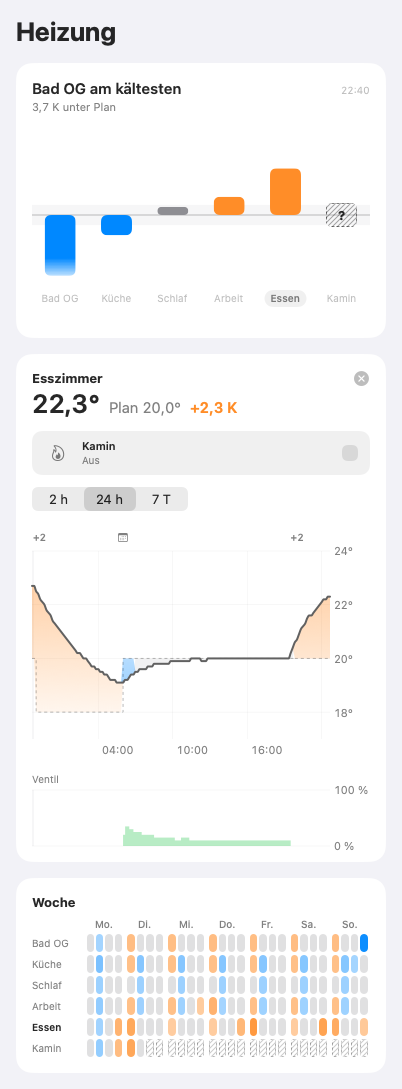 Heizung
Bad OG am kältesten 22:40
3,7 K unter Plan
?
Bad OG Küche Schlaf Arbeit Essen Kamin
Esszimmer
22,3° Plan 20,0° +2,3 K
Kamin
Aus
2 h 24 h 7 T
+2 +2
24°
22°
20°
18°
04:00 10:00 16:00
Ventil
100 %
0 %
Woche
Mo. Di. Mi. Do. Fr. Sa. So.
Bad OG
Küche
Schlaf
Arbeit
Essen
Kamin